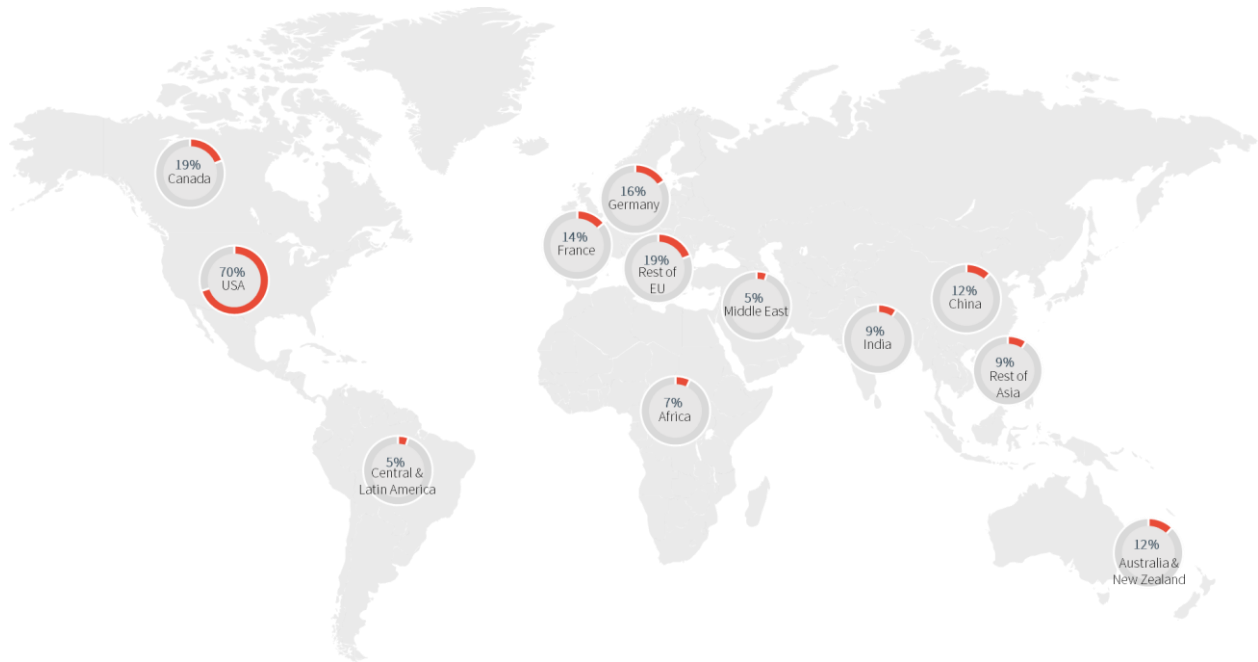 19%
Canada
70%
USA
5%
Central &
Latin America
16%
Germany
14%
France
19%
Rest of
EU
5%
Middle East
7%
Africa
9%
India
12%
China
9%
Rest of
Asia
12%
Australia &
New Zealand